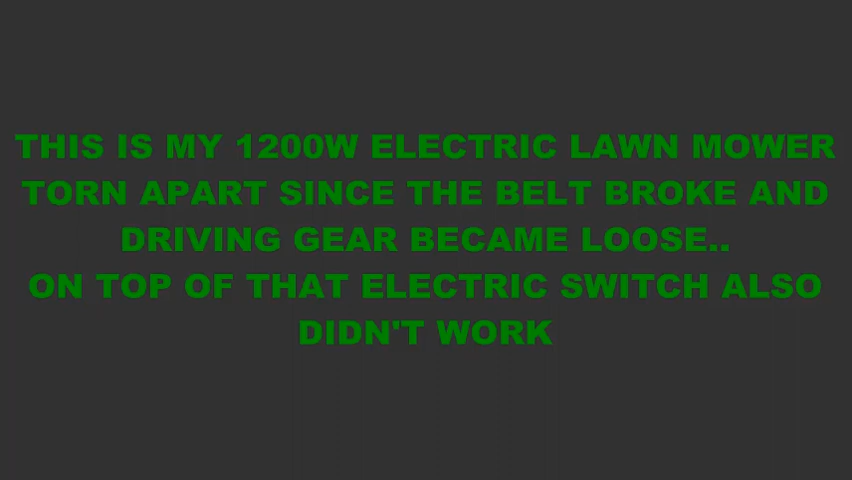 THIS IS MY 1200W ELECTRIC LAWN MOWER
TORN APART SINCE THE BELT BROKE AND
DRIVING GEAR BECAME LOOSE..
ON TOP OF THAT ELECTRIC SWITCH ALSO
DIDN'T WORK